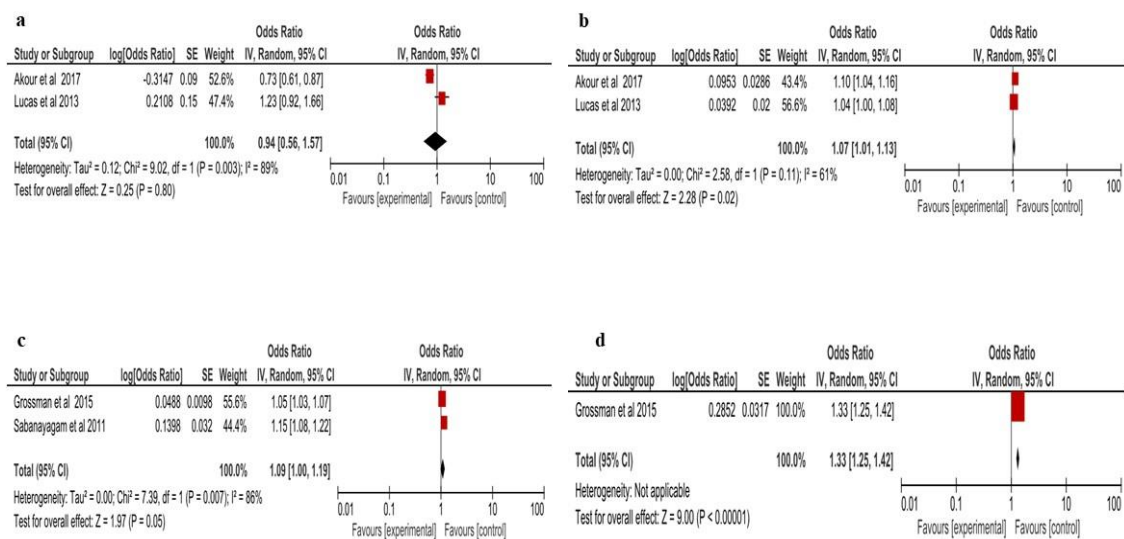 a
Odds Ratio Odds Ratio
Study or Subgroup log[Odds Ratio] SE Weight IV, Random, 95% CI IV, Random, 95% CI
Akour et al 2017 -0.3147 0.09 52.6% 0.73 [0.61, 0.87]
Lucas et al 2013 0.2108 0.15 47.4% 1.23 [0.92, 1.66]
Total (95% CI) 100.0% 0.94 [0.56, 1.57]
Heterogeneity: Tau² = 0.12; Chi² = 9.02, df = 1 (P = 0.003); I² = 89%
Test for overall effect: Z = 0.25 (P = 0.80)
0.01 0.1 1 10 100
Favours [experimental] Favours [control]
b
Odds Ratio Odds Ratio
Study or Subgroup log[Odds Ratio] SE Weight IV, Random, 95% CI IV, Random, 95% CI
Akour et al 2017 0.0953 0.0286 43.4% 1.10 [1.04, 1.16]
Lucas et al 2013 0.0392 0.02 56.6% 1.04 [1.00, 1.08]
Total (95% CI) 100.0% 1.07 [1.01, 1.13]
Heterogeneity: Tau² = 0.00; Chi² = 2.58, df = 1 (P = 0.11); I² = 61%
Test for overall effect: Z = 2.28 (P = 0.02)
0.01 0.1 1 10 100
Favours [experimental] Favours [control]
c
Odds Ratio Odds Ratio
Study or Subgroup log[Odds Ratio] SE Weight IV, Random, 95% CI IV, Random, 95% CI
Grossman et al 2015 0.0488 0.0098 55.6% 1.05 [1.03, 1.07]
Sabanayagam et al 2011 0.1398 0.032 44.4% 1.15 [1.08, 1.22]
Total (95% CI) 100.0% 1.09 [1.00, 1.19]
Heterogeneity: Tau² = 0.00; Chi² = 7.39, df = 1 (P = 0.007); I² = 86%
Test for overall effect: Z = 1.97 (P = 0.05)
0.01 0.1 1 10 100
Favours [experimental] Favours [control]
d
Odds Ratio Odds Ratio
Study or Subgroup log[Odds Ratio] SE Weight IV, Random, 95% CI IV, Random, 95% CI
Grossman et al 2015 0.2852 0.0317 100.0% 1.33 [1.25, 1.42]
Total (95% CI) 100.0% 1.33 [1.25, 1.42]
Heterogeneity: Not applicable
Test for overall effect: Z = 9.00 (P < 0.00001)
0.01 0.1 1 10 100
Favours [experimental] Favours [control]